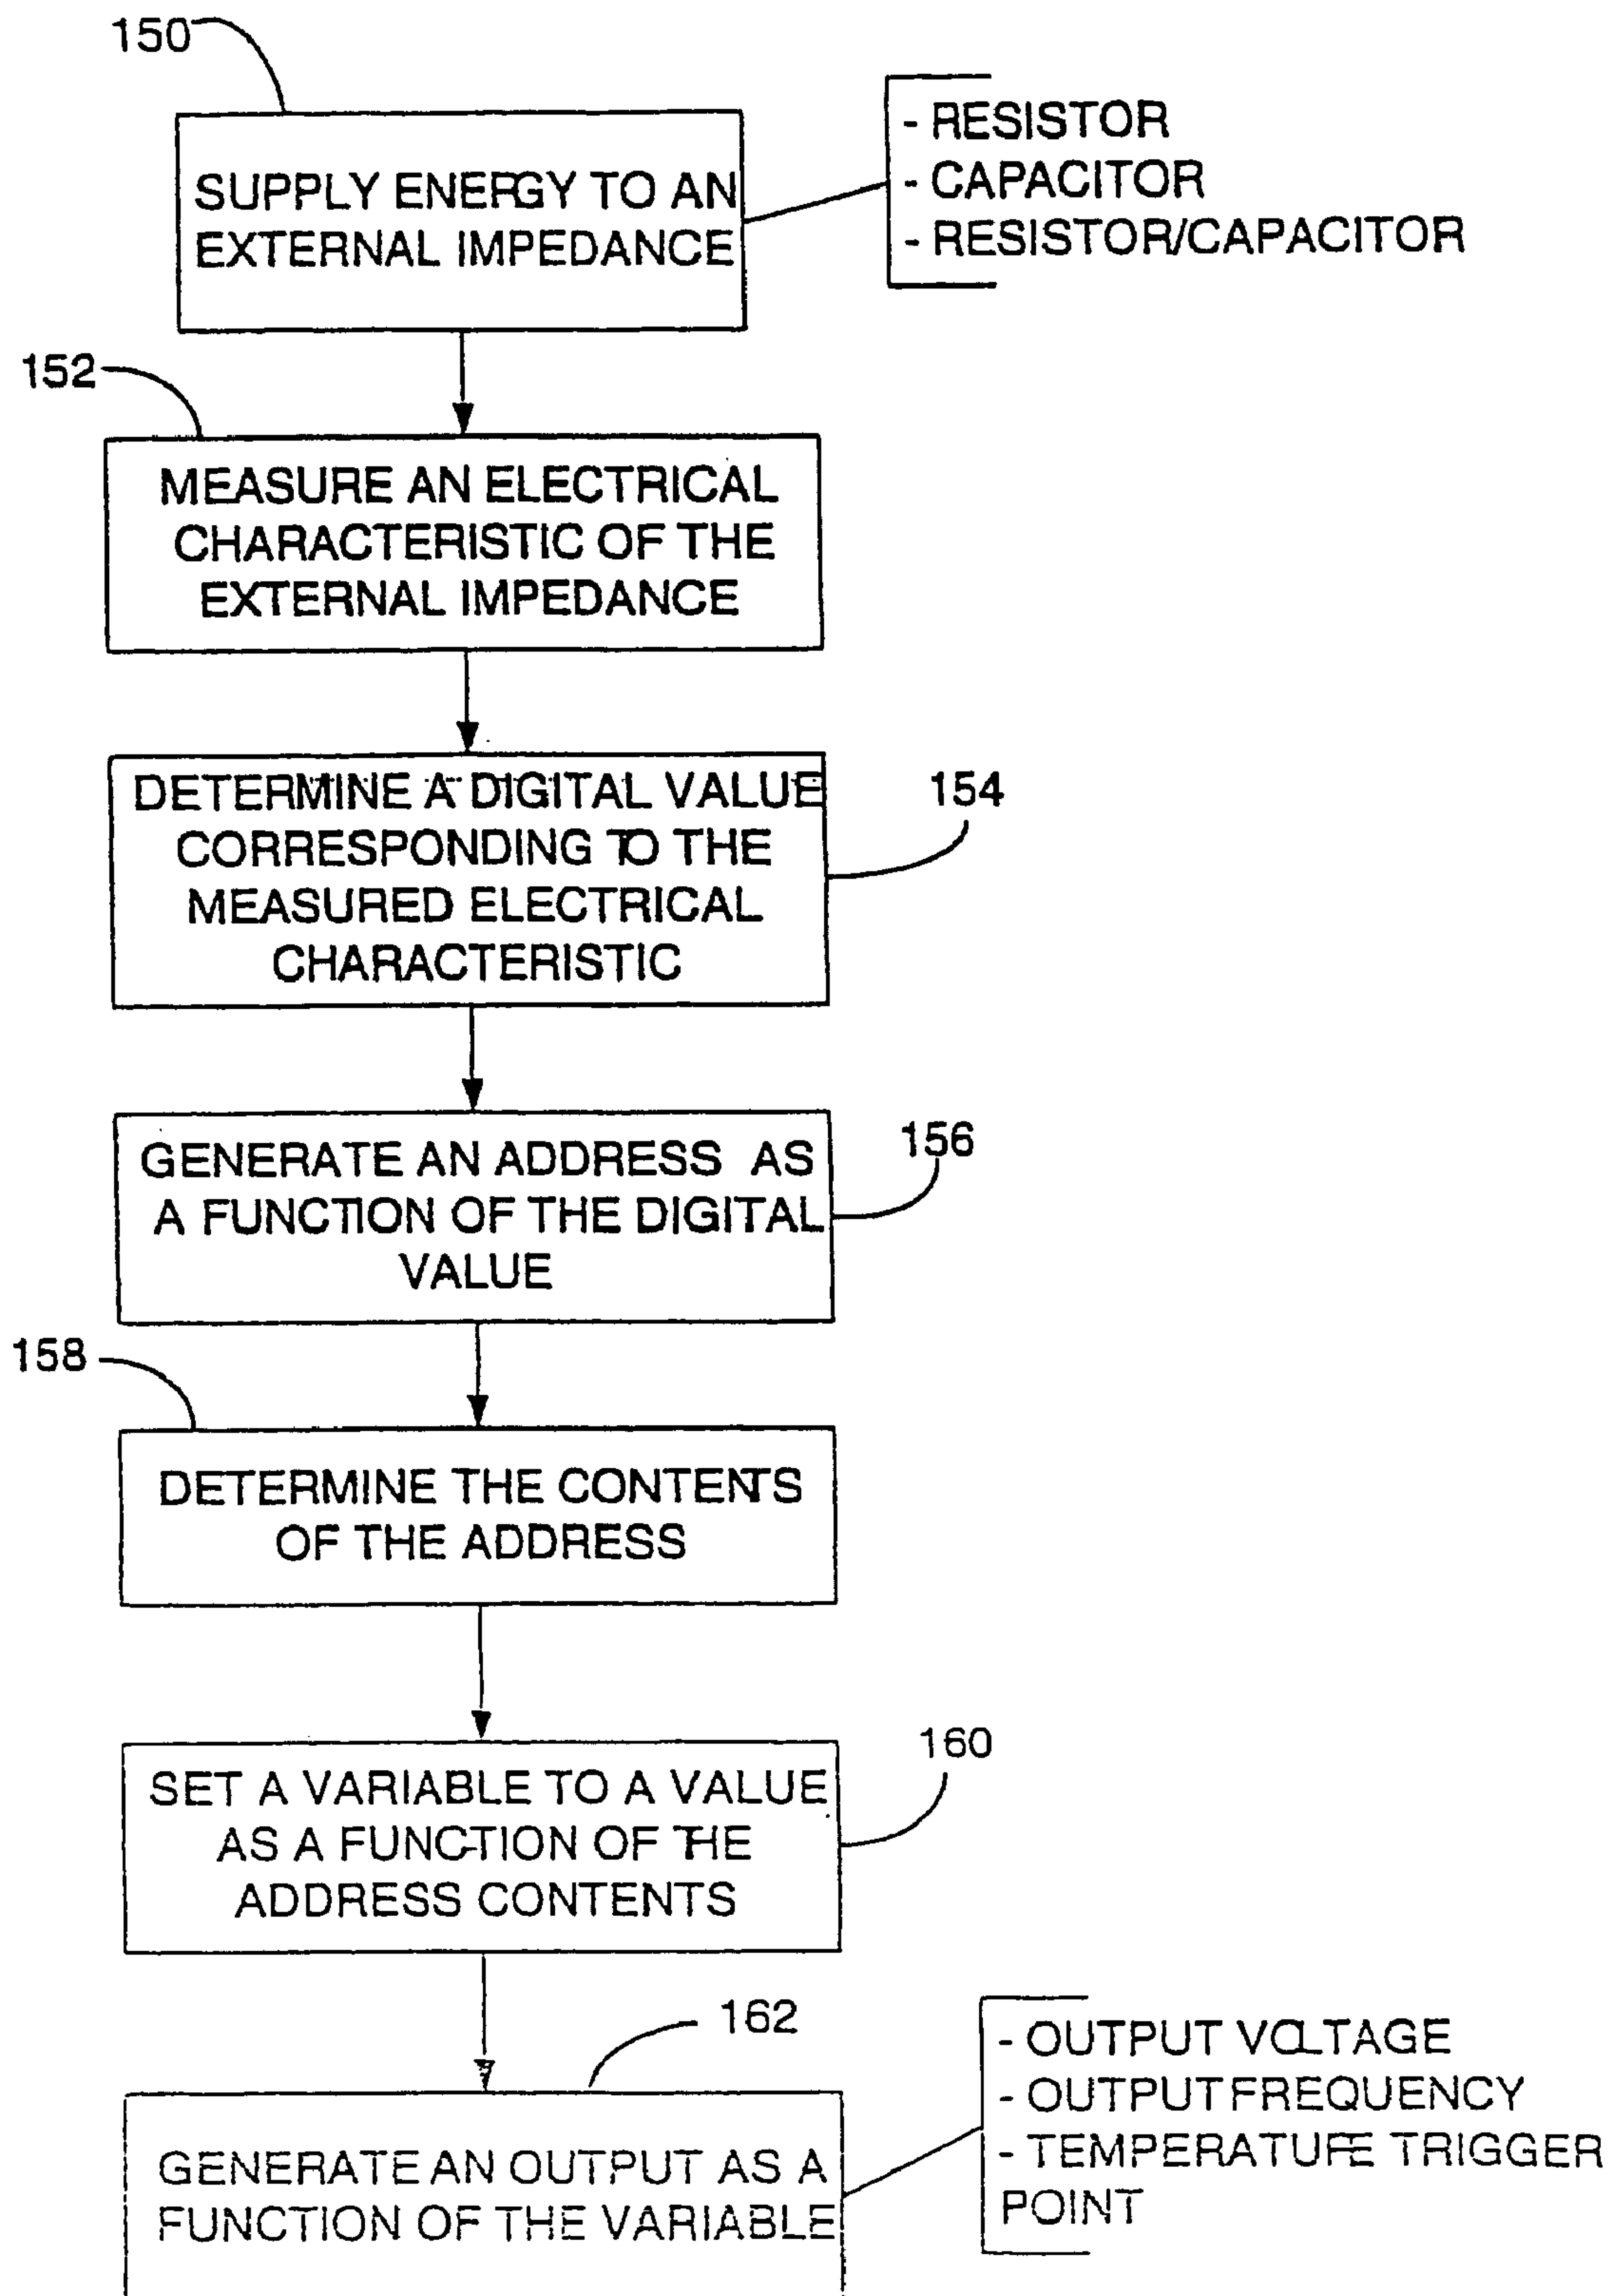 150
SUPPLY ENERGY TO AN
EXTERNAL IMPEDANCE
- RESISTOR
- CAPACITOR
- RESISTOR/CAPACITOR
152
MEASURE AN ELECTRICAL
CHARACTERISTIC OF THE
EXTERNAL IMPEDANCE
DETERMINE A DIGITAL VALUE
CORRESPONDING TO THE
MEASURED ELECTRICAL
CHARACTERISTIC
154
GENERATE AN ADDRESS AS
A FUNCTION OF THE DIGITAL
VALUE
156
158
DETERMINE THE CONTENTS
OF THE ADDRESS
SET A VARIABLE TO A VALUE
AS A FUNCTION OF THE
ADDRESS CONTENTS
160
162
GENERATE AN OUTPUT AS A
FUNCTION OF THE VARIABLE
- OUTPUT VOLTAGE
- OUTPUT FREQUENCY
- TEMPERATURE TRIGGER
POINT